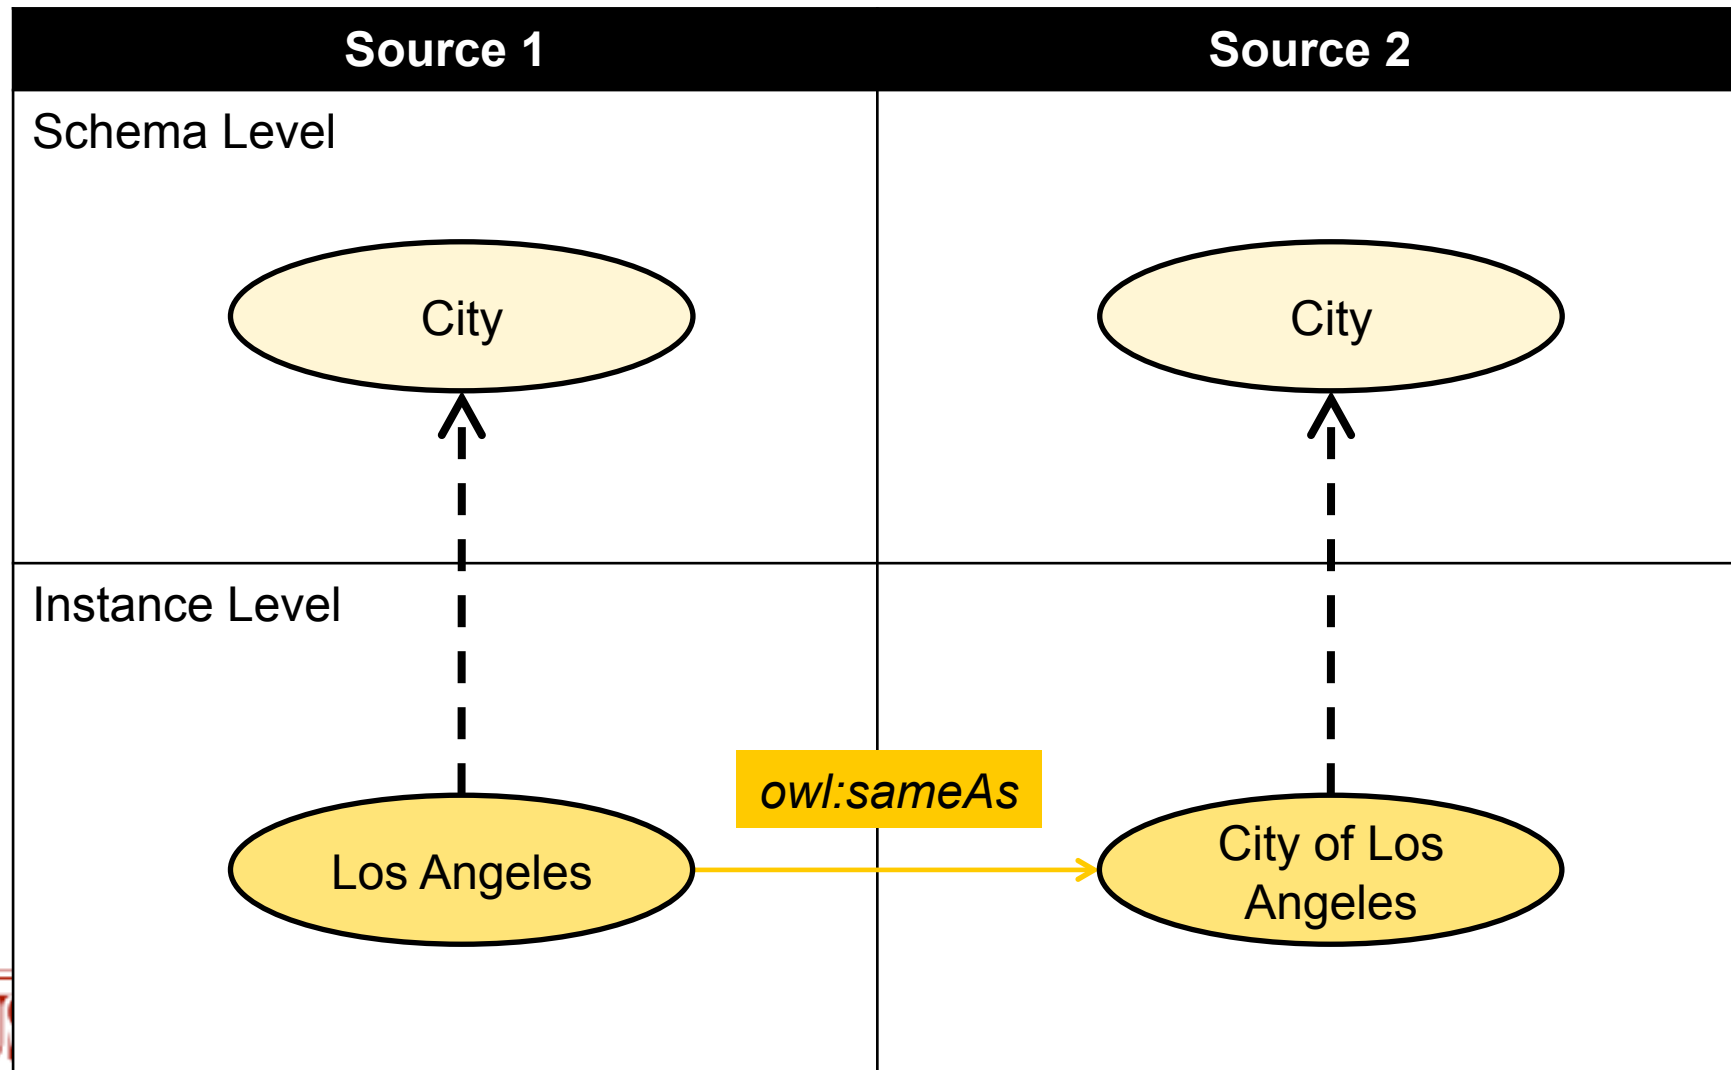 Source 1
Source 2
Schema Level
City
City
Instance Level
owl:sameAs
Los Angeles
City of Los
Angeles